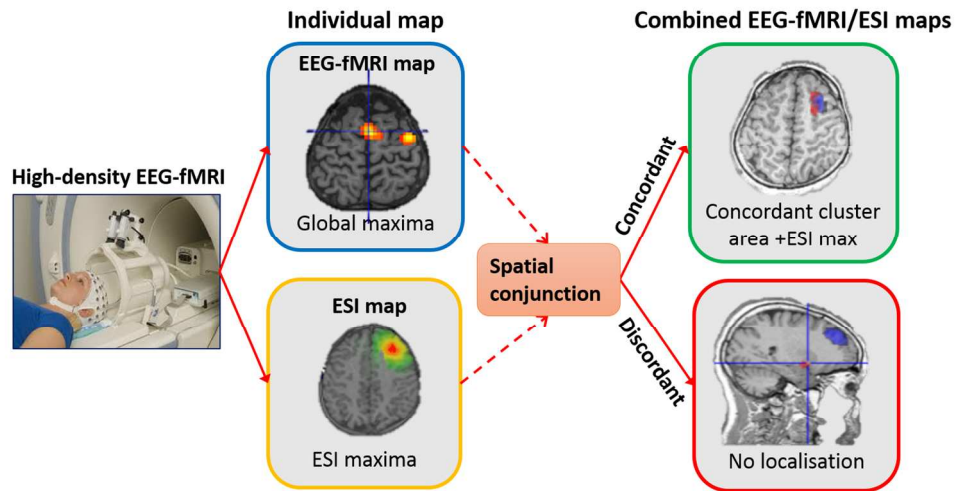 Individual map
Combined EEG-fMRI/ESI maps
EEG-fMRI map
Global maxima
High-density EEG-fMRI
ESI map
ESI maxima
Spatial
conjunction
Concordant
Discordant
Concordant cluster
area +ESI max
No localisation